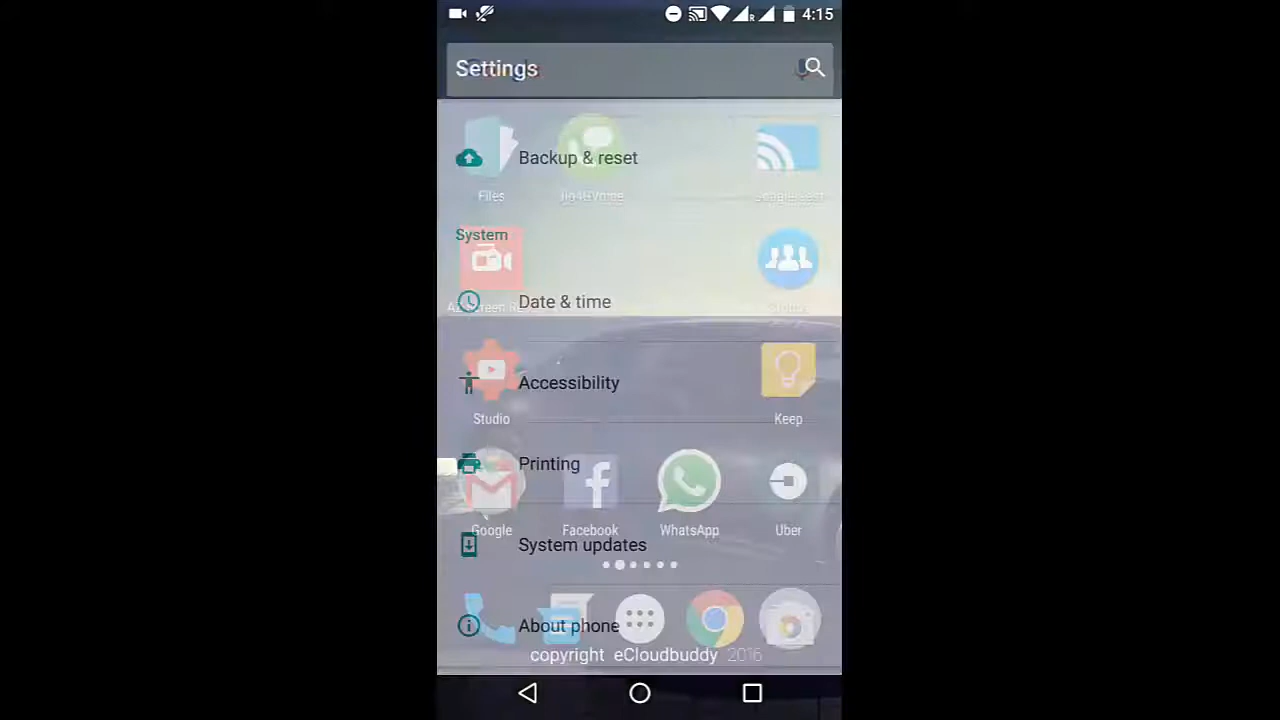 4:15
Settings
Backup & reset
Files
System
Date & time
Accessibility
Studio Keep
Printing
Google Facebook WhatsApp Uber
System updates
About phone
copyright eCloudbuddy 2016